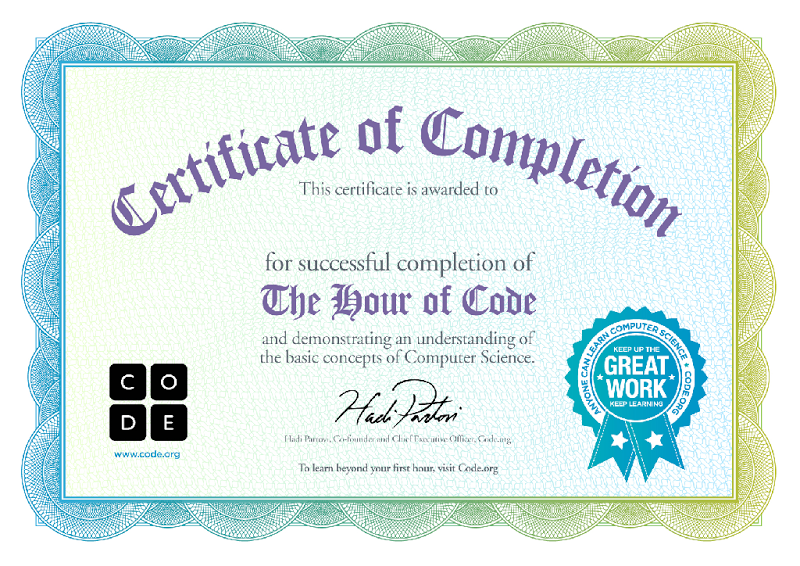 Certificate of Completion
This certificate is awarded to
for successful completion of
The Hour of Code
and demonstrating an understanding of
the basic concepts of Computer Science.
C O
D E
www.code.org
Hadi Partovi
Hadi Partovi, Co-founder and Chief Executive Officer, Code.org
To learn beyond your first hour, visit Code.org
ANYONE CAN LEARN COMPUTER SCIENCE • CODE.ORG
KEEP UP THE
GREAT
WORK
KEEP LEARNING